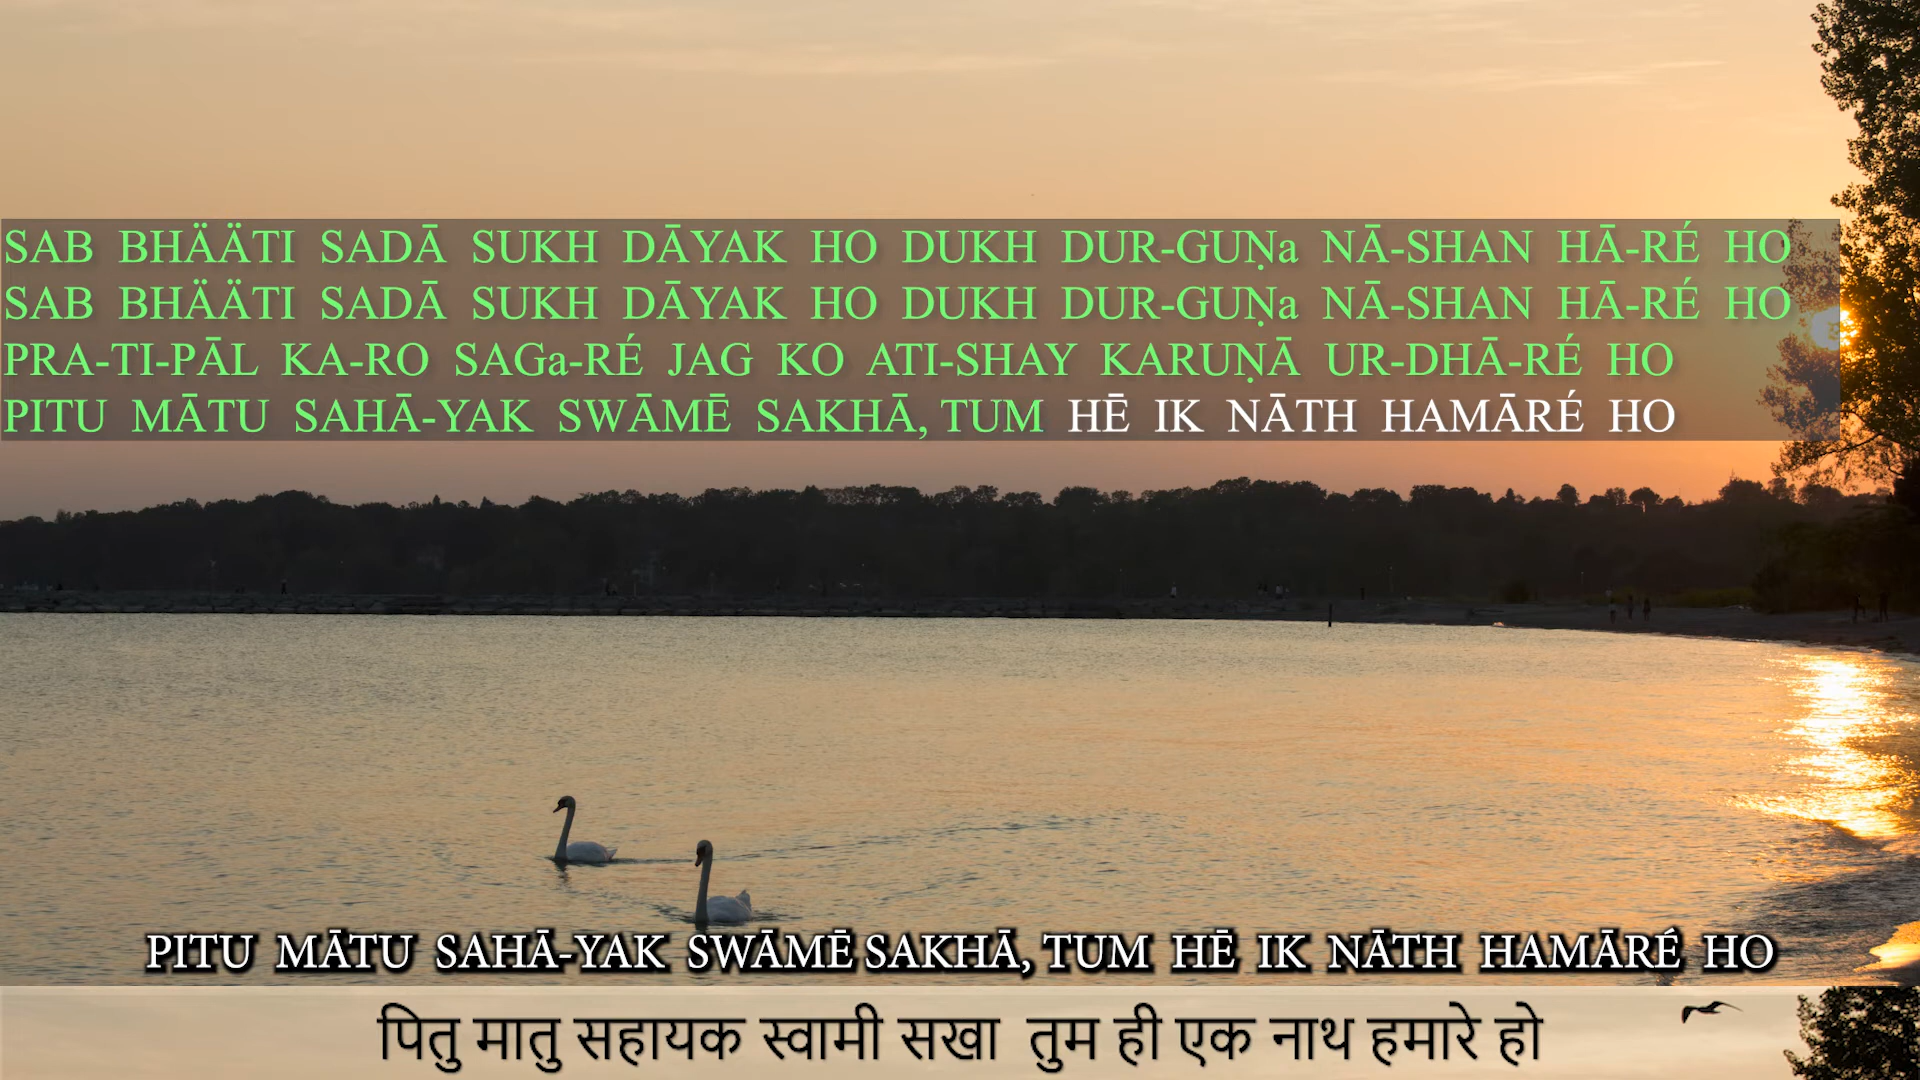 SAB BHÄÄTI SADĀ SUKH DĀYAK HO DUKH DUR-GUṆa NĀ-SHAN HĀ-RÉ HO
SAB BHÄÄTI SADĀ SUKH DĀYAK HO DUKH DUR-GUṆa NĀ-SHAN HĀ-RÉ HO
PRA-TI-PĀL KA-RO SAGa-RÉ JAG KO ATI-SHAY KARUṆĀ UR-DHĀ-RÉ HO
PITU MĀTU SAHĀ-YAK SWĀMĒ SAKHĀ, TUM HĒ IK NĀTH HAMĀRÉ HO
PITU MĀTU SAHĀ-YAK SWĀMĒ SAKHĀ, TUM HĒ IK NĀTH HAMĀRÉ HO
पितु मातु सहायक स्वामी सखा तुम ही एक नाथ हमारे हो